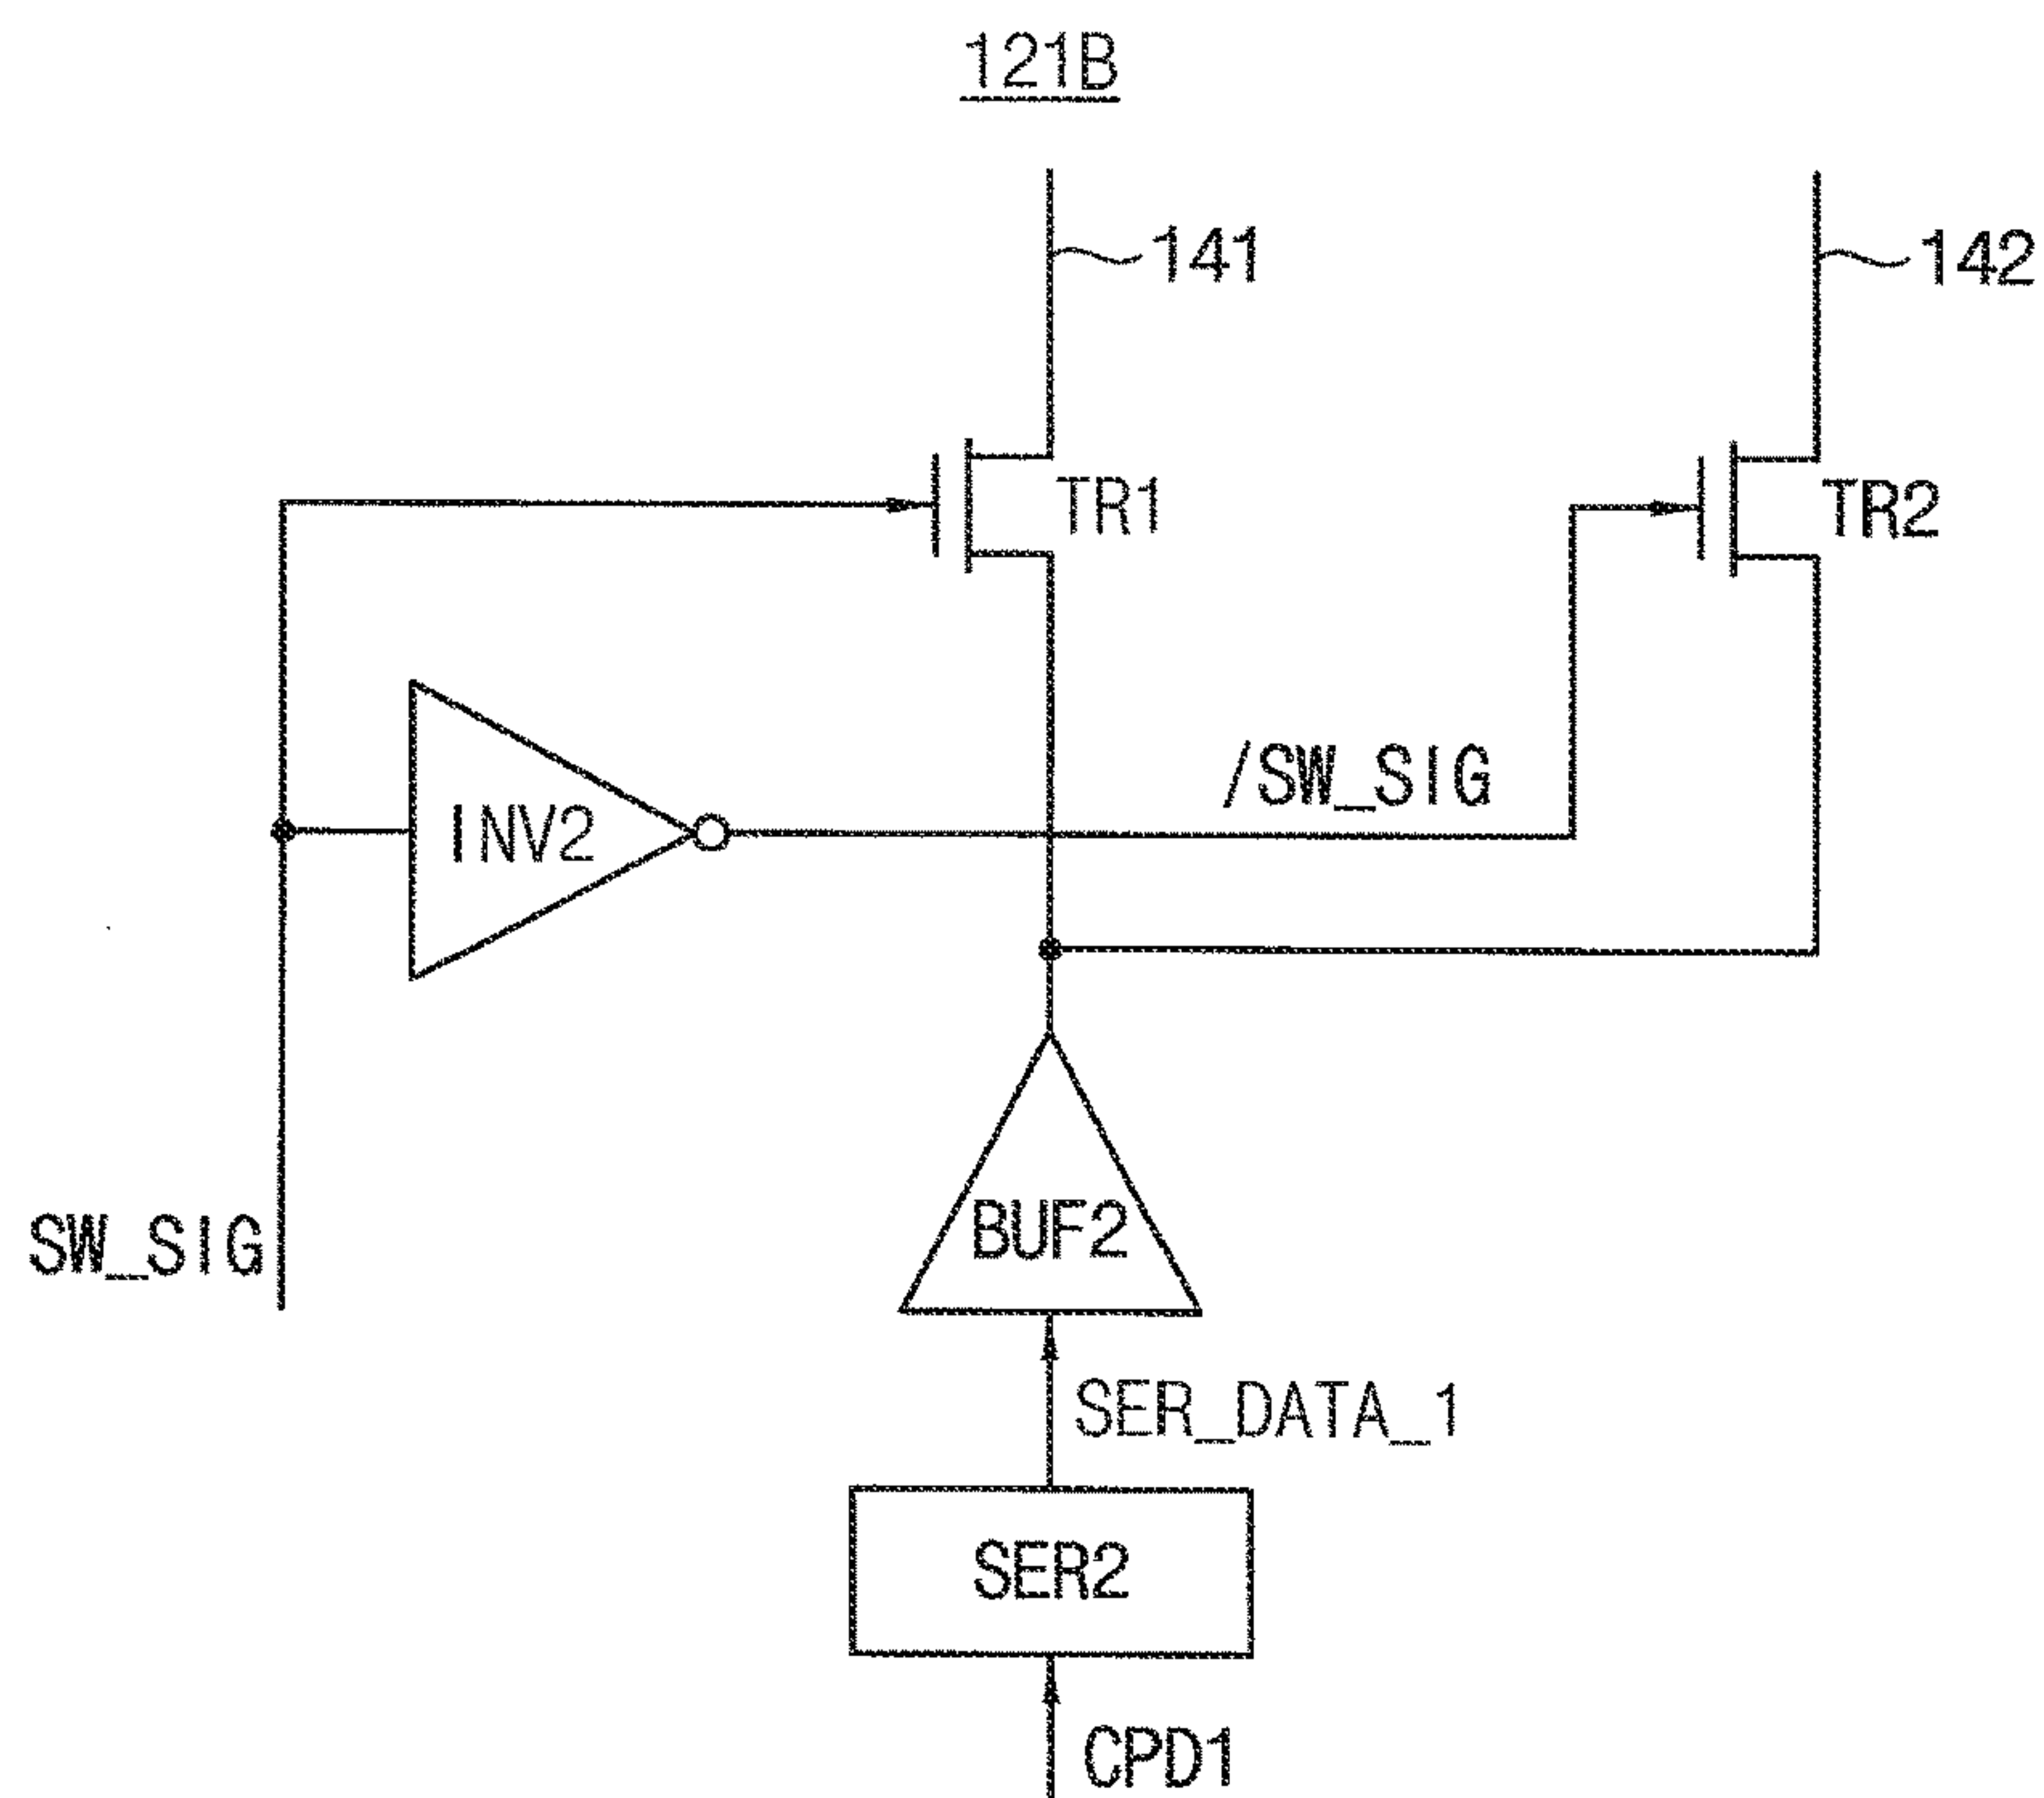 121B
141
142
TR1
TR2
/SW_SIG
INV2
BUF2
SW_SIG
SER_DATA_1
SER2
CPD1